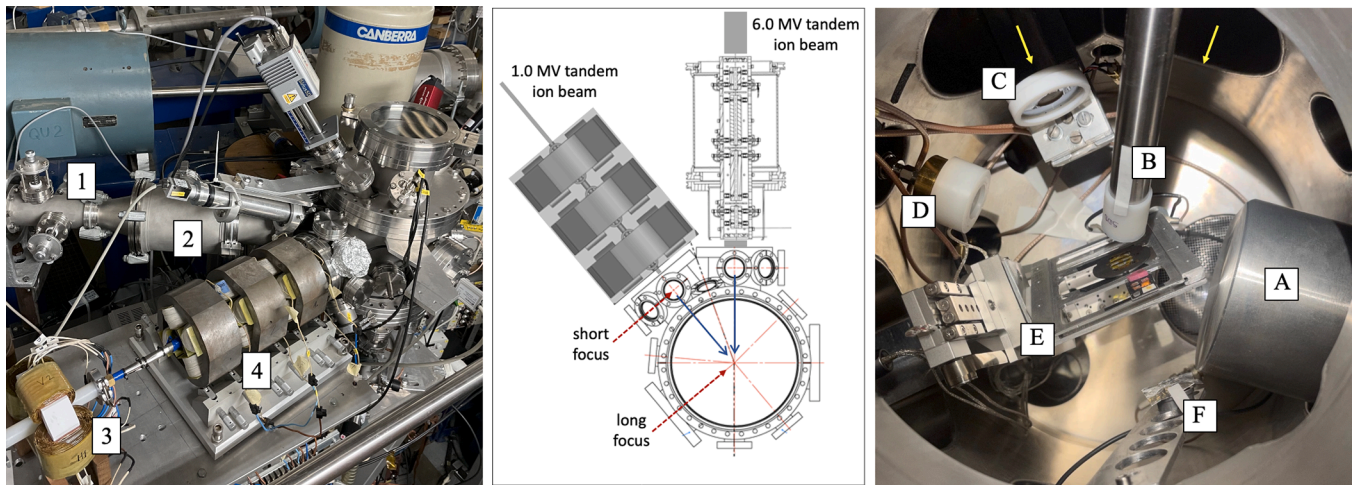 CANBERRA
QU2
1
2
3
4
1.0 MV tandem
ion beam
6.0 MV tandem
ion beam
short
focus
long
focus
A
B
C
D
E
F